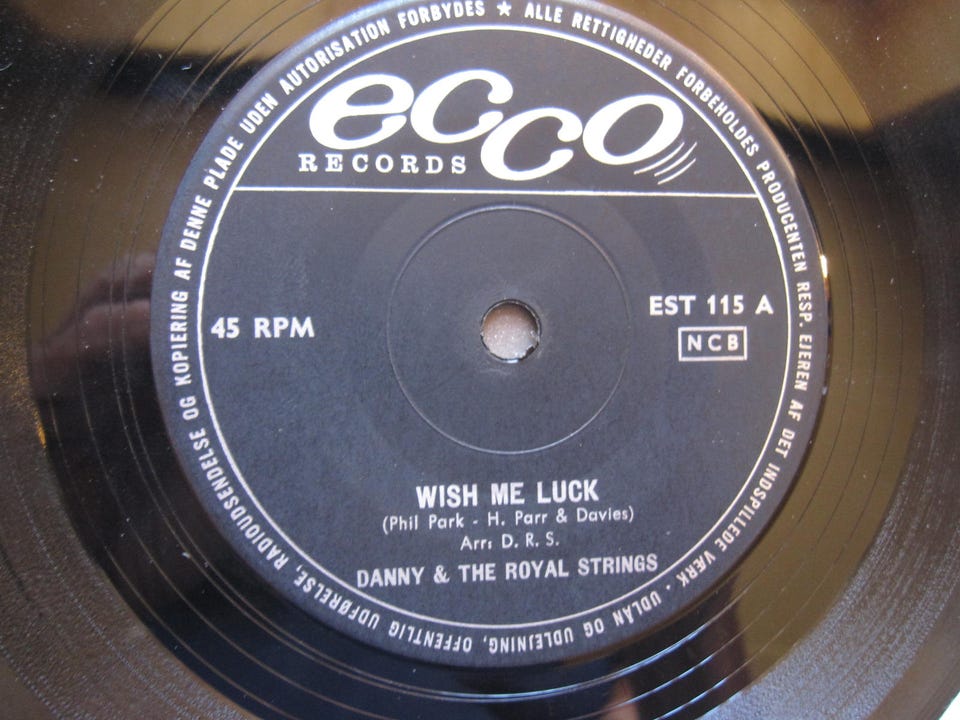 ALLE RETTIGHEDER FORBEHOLDES PRODUCENTEN RESP. EJEREN AF DET INDSPILLEDE VÆRK · UDLÅN OG UDLEJNING, OFFENTLIG UDFØRELSE, RADIOUDSENDELSE OG KOPIERING AF DENNE PLADE UDEN AUTORISATION FORBYDES ★
ecco
RECORDS
45 RPM
EST 115 A
NCB
WISH ME LUCK
(Phil Park - H. Parr & Davies)
Arr: D. R. S.
DANNY & THE ROYAL STRINGS